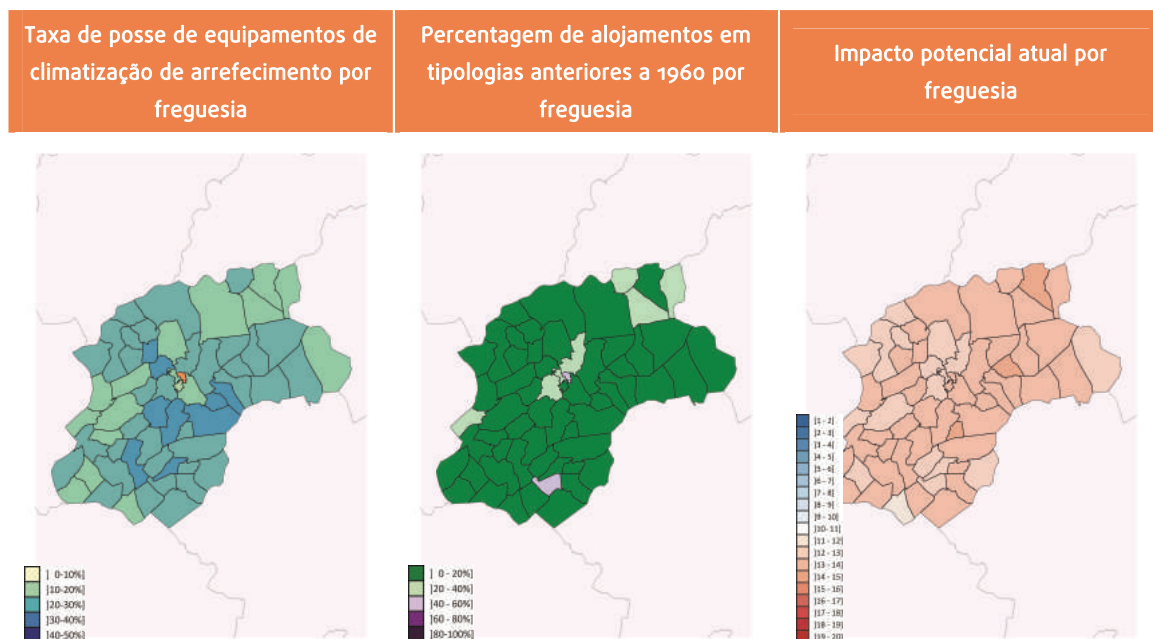 Taxa de posse de equipamentos de
climatização de arrefecimento por
freguesia
Percentagem de alojamentos em
tipologias anteriores a 1960 por
freguesia
Impacto potencial atual por
freguesia
] 0-10%]
]10-20%]
]20-30%]
]30-40%]
]40-50%]
] 0 - 20%]
]20 - 40%]
]40 - 60%]
]60 - 80%]
]80-100%]
]1 - 2]
]2 - 3]
]3 - 4]
]4 - 5]
]5 - 6]
]6 - 7]
]7 - 8]
]8 - 9]
]9 - 10]
]10 - 11]
]11 - 12]
]12 - 13]
]13 - 14]
]14 - 15]
]15 - 16]
]16 - 17]
]17 - 18]
]18 - 19]
]19 - 20]